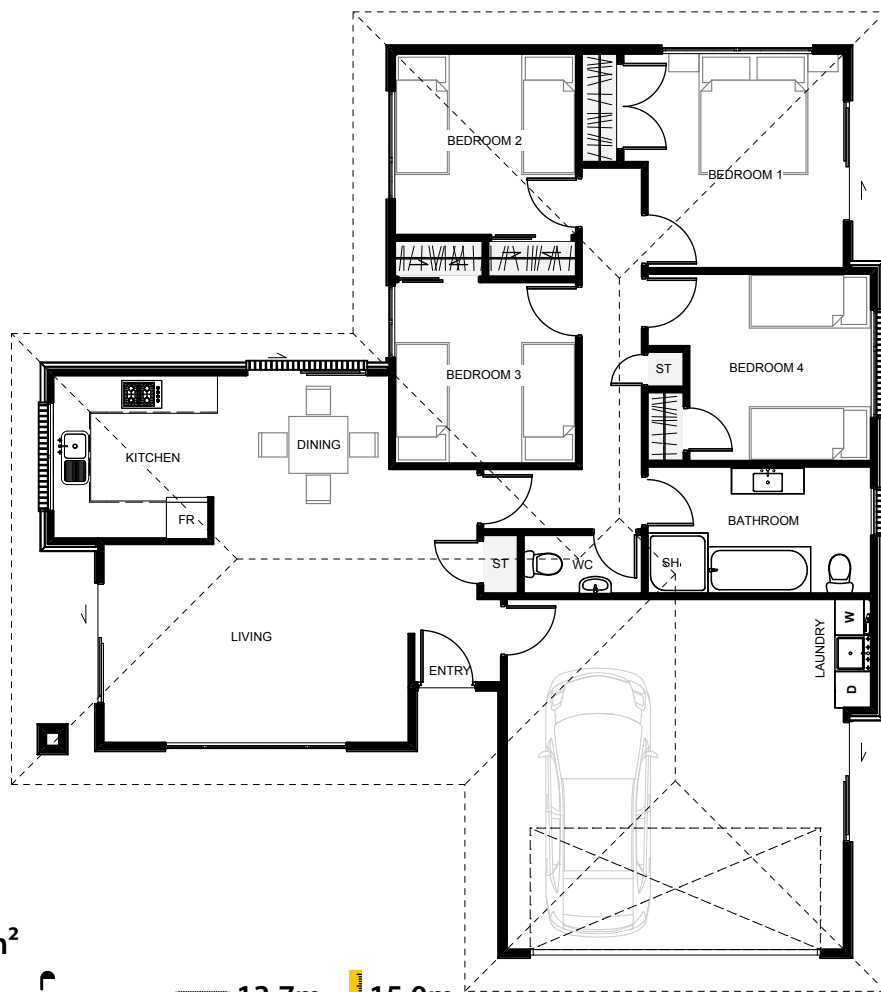 BEDROOM 2
BEDROOM 1
BEDROOM 3
ST
BEDROOM 4
DINING
KITCHEN
FR
BATHROOM
ST
WC
SH
W
LAUNDRY
LIVING
ENTRY
D